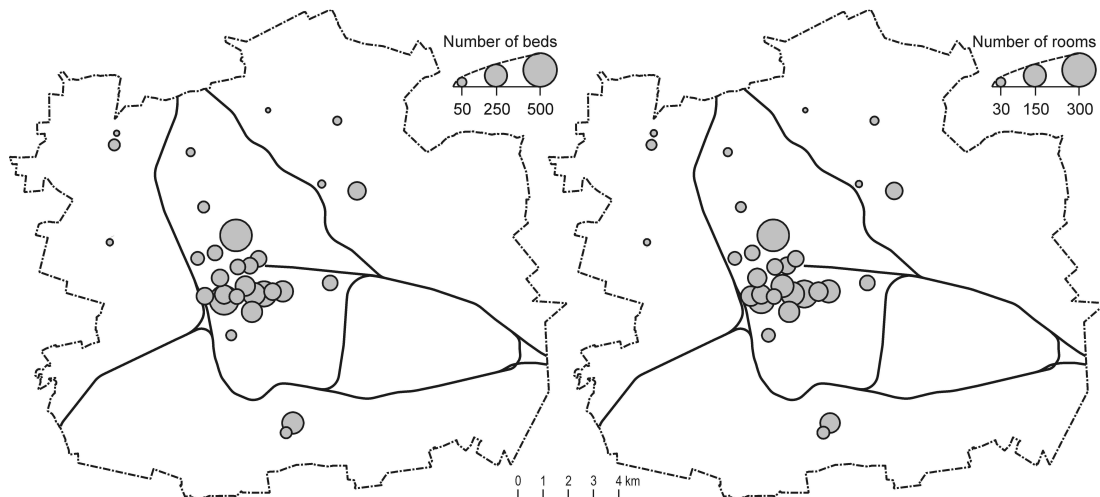 Number of beds
50 250 500
Number of rooms
30 150 300
0 1 2 3 4 km